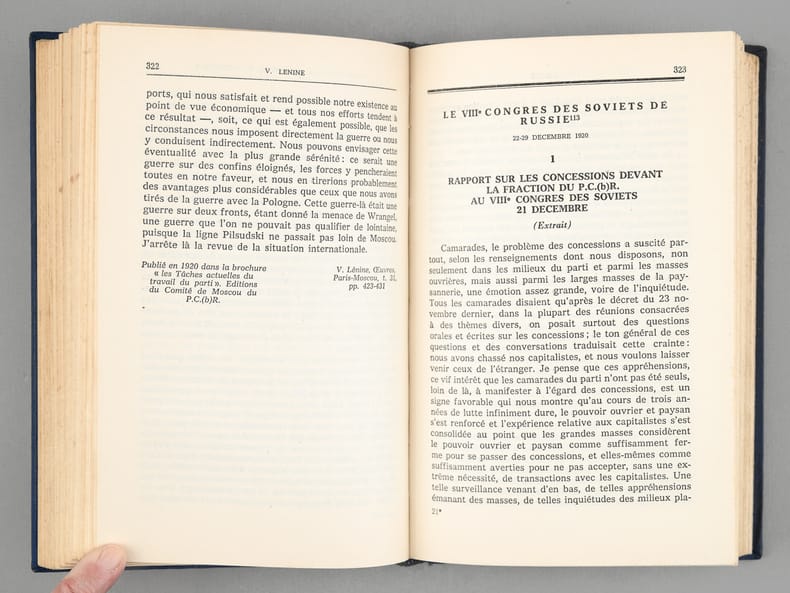 322
V. LENINE
ports, qui nous satisfait et rend possible notre existence au
point de vue économique — et tous nos efforts tendent à
ce résultat —, soit, ce qui est également possible, que les
circonstances nous imposent directement la guerre ou nous
y conduisent indirectement. Nous pouvons envisager cette
éventualité avec la plus grande sérénité: ce serait une
guerre sur des confins éloignés, les forces y pencheraient
toutes en notre faveur, et nous en tirerions probablement
des avantages plus considérables que ceux que nous avons
tirés de la guerre avec la Pologne. Cette guerre-là était une
guerre sur deux fronts, étant donné la menace de Wrangel,
une guerre que l'on ne pouvait pas qualifier de lointaine,
puisque la ligne Pilsudski ne passait pas loin de Moscou.
J'arrête là la revue de la situation internationale.
Publié en 1920 dans la brochure
« les Tâches actuelles du
travail du parti ». Editions
du Comité de Moscou du
P.C.(b)R.
V. Lénine, Œuvres,
Paris-Moscou, t. 31,
pp. 423-431
323
LE VIIIe CONGRES DES SOVIETS DE
RUSSIE113
22-29 DECEMBRE 1920
1
RAPPORT SUR LES CONCESSIONS DEVANT
LA FRACTION DU P.C.(b)R.
AU VIIIe CONGRES DES SOVIETS
21 DECEMBRE
(Extrait)
Camarades, le problème des concessions a suscité par-
tout, selon les renseignements dont nous disposons, non
seulement dans les milieux du parti et parmi les masses
ouvrières, mais aussi parmi les larges masses de la pay-
sannerie, une émotion assez grande, voire de l'inquiétude.
Tous les camarades disaient qu'après le décret du 23 no-
vembre dernier, dans la plupart des réunions consacrées
à des thèmes divers, on posait surtout des questions
orales et écrites sur les concessions; le ton général de ces
questions et des conversations traduisait cette crainte:
nous avons chassé nos capitalistes, et nous voulons laisser
venir ceux de l'étranger. Je pense que ces appréhensions,
ce vif intérêt que les camarades du parti n'ont pas été seuls,
loin de là, à manifester à l'égard des concessions, est un
signe favorable qui nous montre qu'au cours de trois an-
nées de lutte infiniment dure, le pouvoir ouvrier et paysan
s'est renforcé et l'expérience relative aux capitalistes s'est
consolidée au point que les grandes masses considèrent
le pouvoir ouvrier et paysan comme suffisamment fer-
me pour se passer des concessions, et elles-mêmes comme
suffisamment averties pour ne pas accepter, sans une ex-
trême nécessité, de transactions avec les capitalistes. Une
telle surveillance venant d'en bas, de telles appréhensions
émanant des masses, de telles inquiétudes des milieux pla-
21*